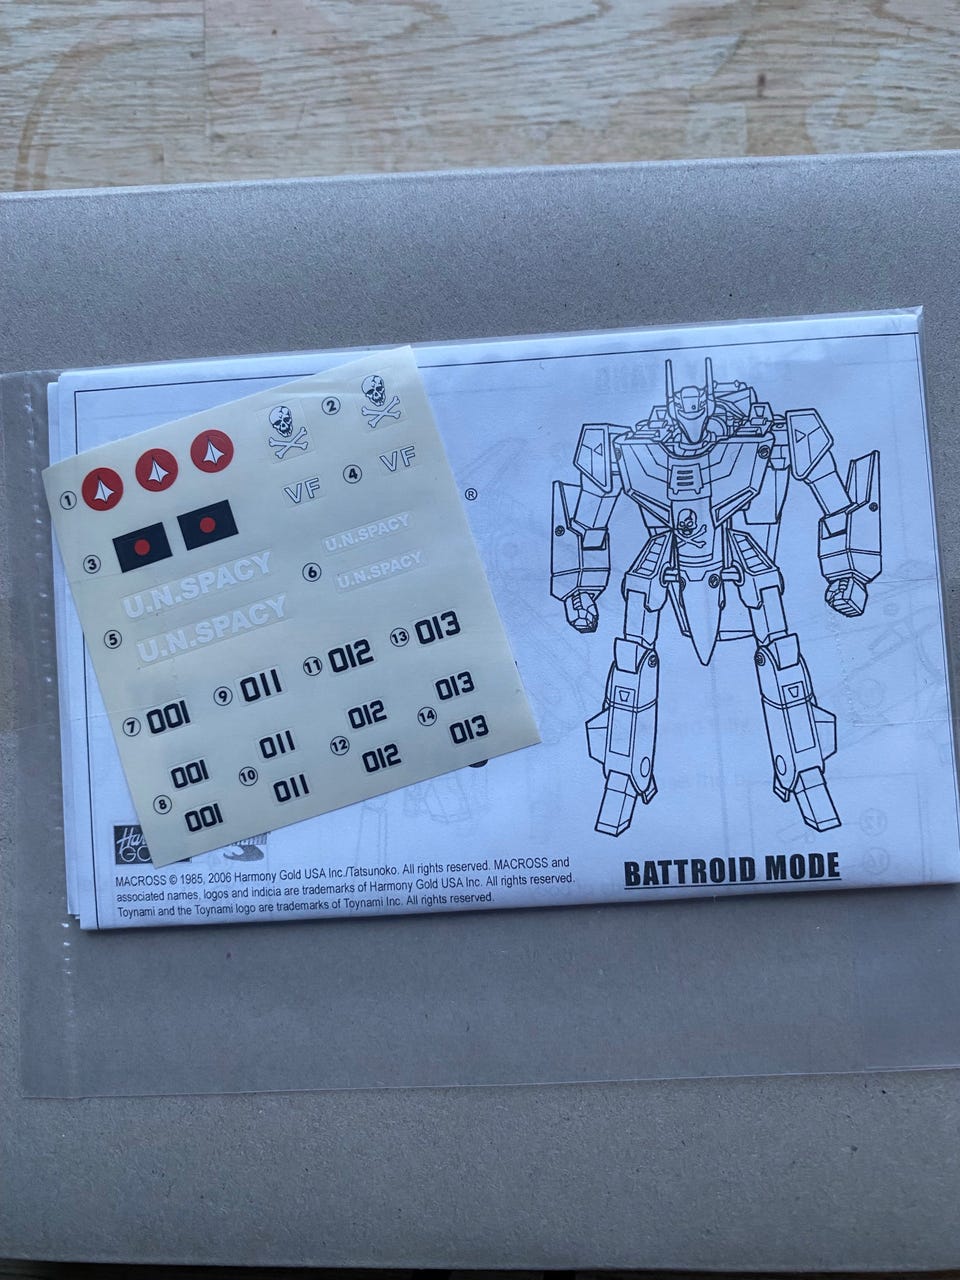 1
2
3
VF
4
VF
®
5
U.N.SPACY
U.N.SPACY
6
U.N.SPACY
U.N.SPACY
7
001
9
011
11
012
13
013
8
001
001
10
011
011
12
012
012
14
013
013
MACROSS © 1985, 2006 Harmony Gold USA Inc./Tatsunoko. All rights reserved. MACROSS and
associated names, logos and indicia are trademarks of Harmony Gold USA Inc. All rights reserved.
Toynami and the Toynami logo are trademarks of Toynami Inc. All rights reserved.
BATTROID MODE